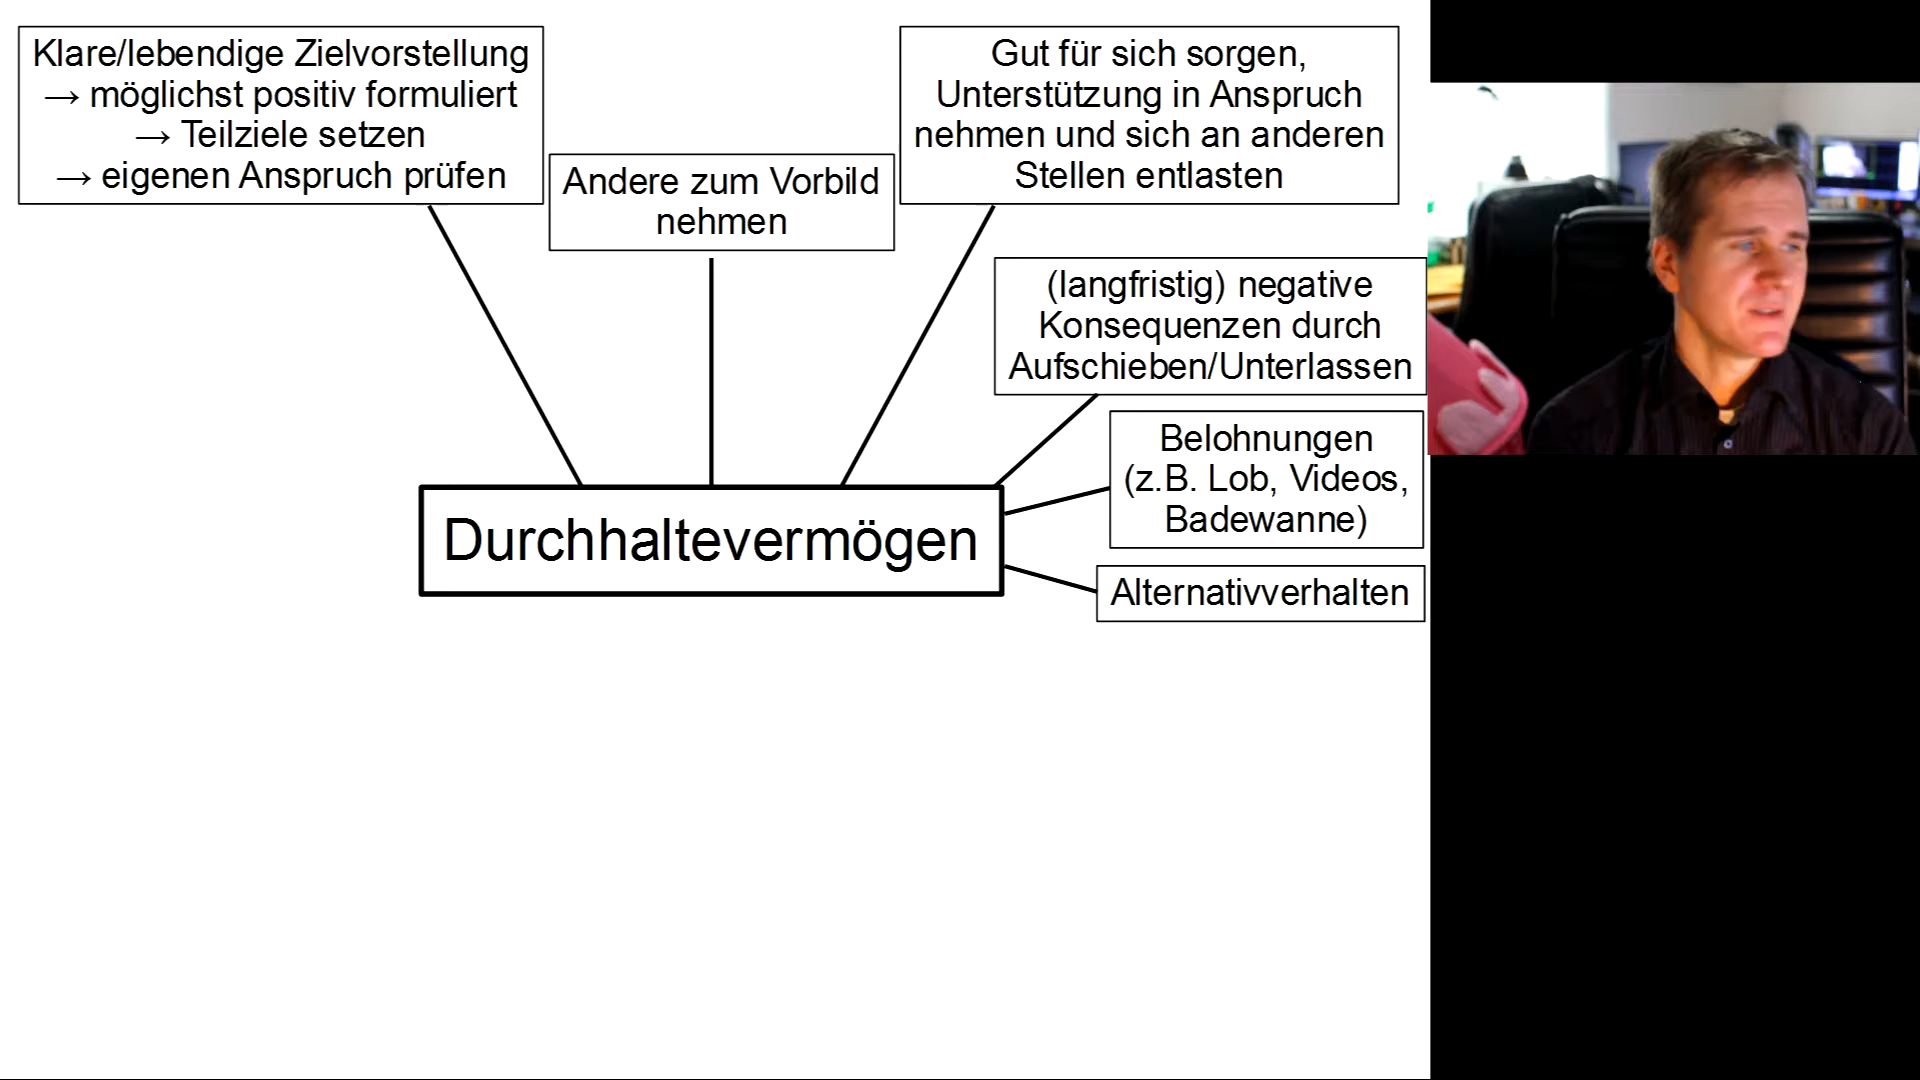 Klare/lebendige Zielvorstellung
→ möglichst positiv formuliert
→ Teilziele setzen
→ eigenen Anspruch prüfen
Andere zum Vorbild
nehmen
Gut für sich sorgen,
Unterstützung in Anspruch
nehmen und sich an anderen
Stellen entlasten
(langfristig) negative
Konsequenzen durch
Aufschieben/Unterlassen
Belohnungen
(z.B. Lob, Videos,
Badewanne)
Alternativverhalten
Durchhaltevermögen